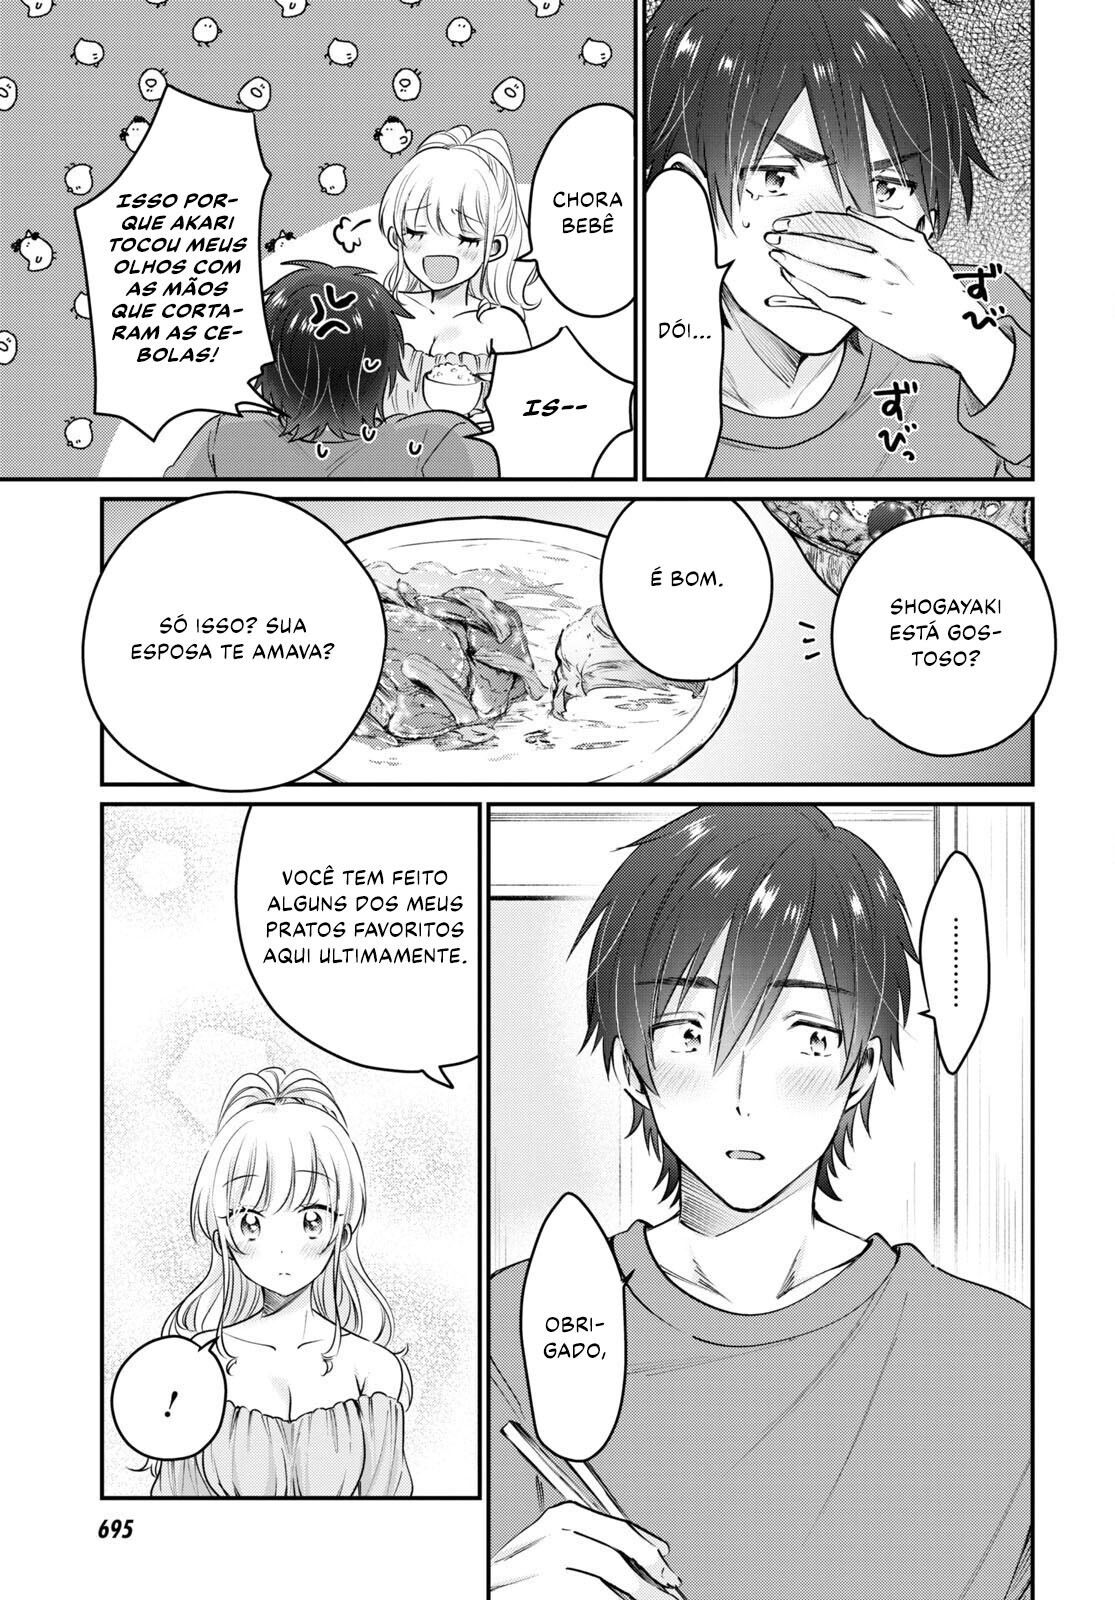 DÓI...
ずび
ずびっ
CHORA
BEBÊ
IS--
ISSO POR-
QUE AKARI
TOCOU MEUS
OLHOS COM
AS MÃOS
QUE CORTA-
RAM AS CE-
BOLAS!
SHOGAYAKI
ESTÁ GOS-
TOSO?
É BOM.
SÓ ISSO? SUA
ESPOSA TE AMAVA?
..........
OBRI-
GADO,
VOCÊ TEM FEITO
ALGUNS DOS MEUS
PRATOS FAVORITOS
AQUI ULTIMAMENTE.
!
695